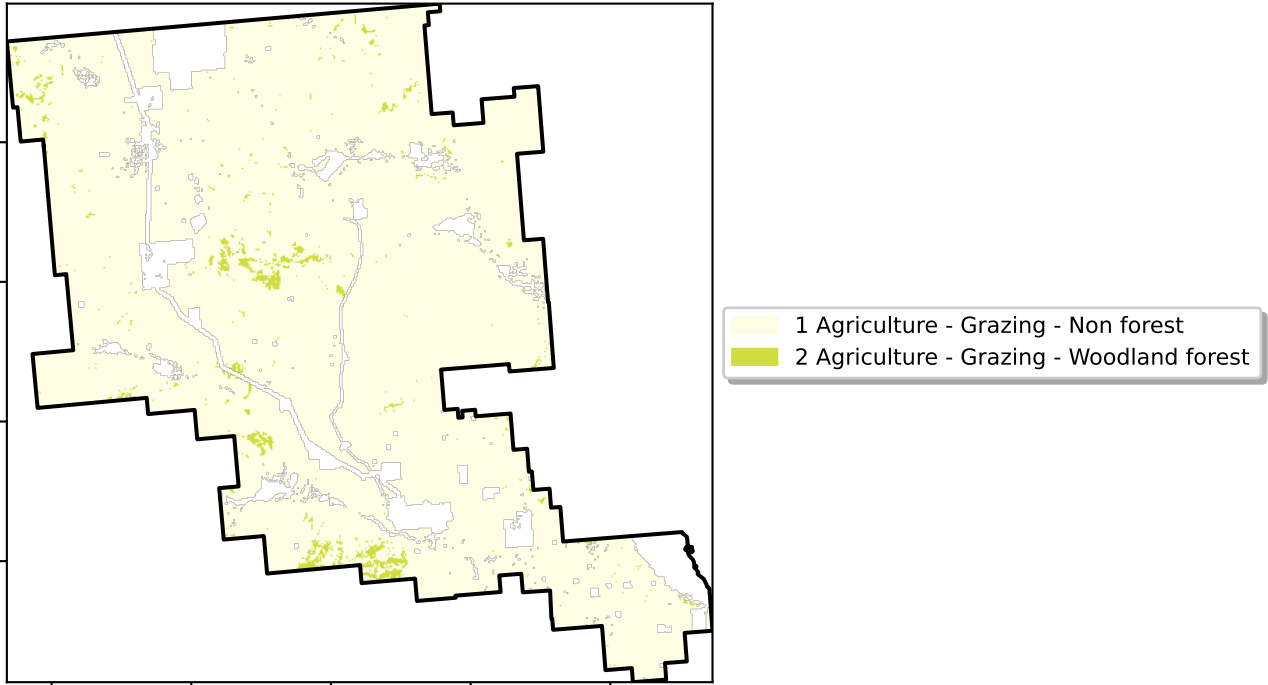 1 Agriculture - Grazing - Non forest
2 Agriculture - Grazing - Woodland forest